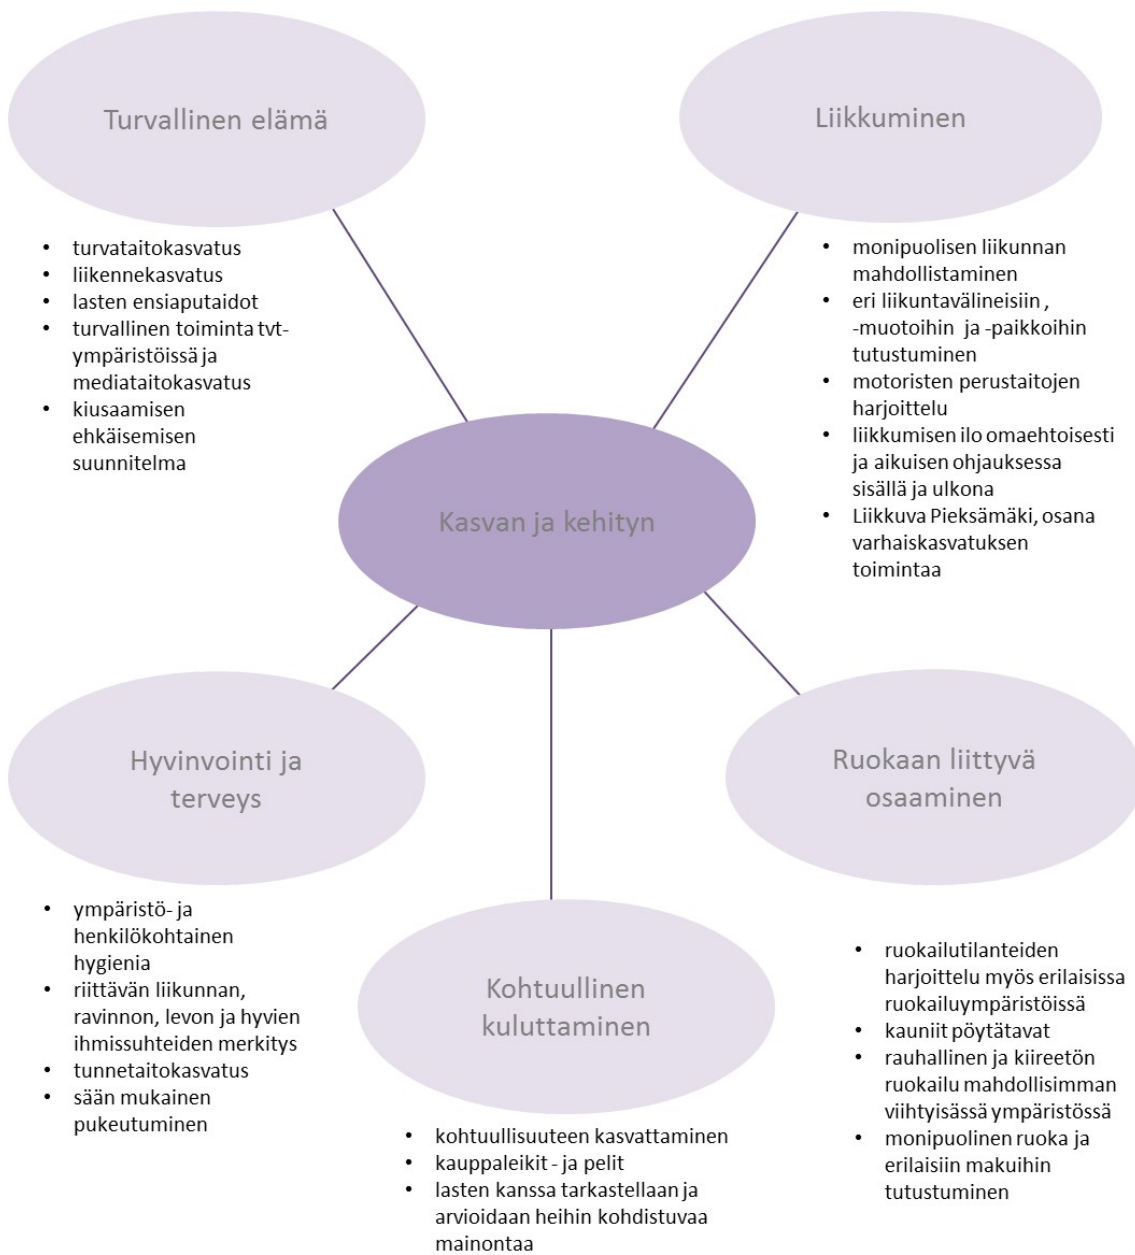 Turvallinen elämä
• turvataitokasvatus
• liikennekasvatus
• lasten ensiaputaidot
• turvallinen toiminta tvt-
ympäristöissä ja
mediataitokasvatus
• kiusaamisen
ehkäisemisen
suunnitelma
Liikkuminen
• monipuolisen liikunnan
mahdollistaminen
• eri liikuntavälineisiin ,
-muotoihin ja -paikkoihin
tutustuminen
• motoristen perustaitojen
harjoittelu
• liikkumisen ilo omaehtoisesti
ja aikuisen ohjauksessa
sisällä ja ulkona
• Liikkuva Pieksämäki, osana
varhaiskasvatuksen
toimintaa
Kasvan ja kehityn
Hyvinvointi ja
terveys
• ympäristö- ja
henkilökohtainen
hygienia
• riittävän liikunnan,
ravinnon, levon ja hyvien
ihmissuhteiden merkitys
• tunnetaitokasvatus
• sään mukainen
pukeutuminen
Kohtuullinen
kuluttaminen
• kohtuullisuuteen kasvattaminen
• kauppaleikit - ja pelit
• lasten kanssa tarkastellaan ja
arvioidaan heihin kohdistuvaa
mainontaa
Ruokaan liittyvä
osaaminen
• ruokailutilanteiden
harjoittelu myös erilaisissa
ruokailuympäristöissä
• kauniit pöytätavat
• rauhallinen ja kiireetön
ruokailu mahdollisimman
viihtyisässä ympäristössä
• monipuolinen ruoka ja
erilaisiin makuihin
tutustuminen